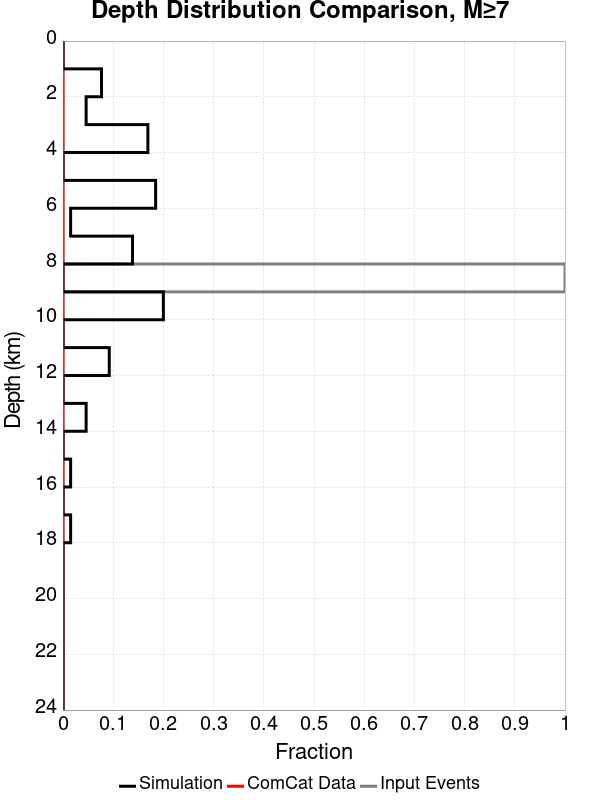 Depth Distribution Comparison, M≥7
0
2
4
6
8
10
12
14
16
18
20
22
24
Depth (km)
0 0.1 0.2 0.3 0.4 0.5 0.6 0.7 0.8 0.9 1
Fraction
Simulation ComCat Data Input Events